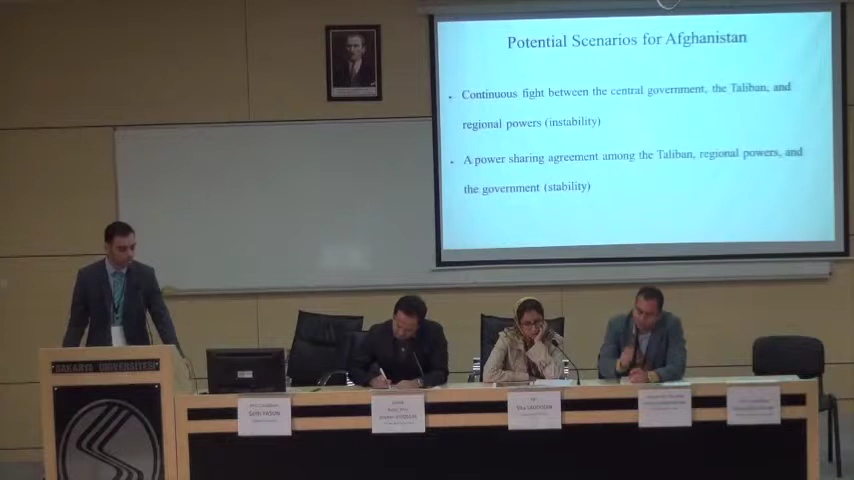 Potential Scenarios for Afghanistan
Continuous fight between the central government, the Taliban, and
regional powers (instability)
A power sharing agreement among the Taliban, regional powers, and
the government (stability)
SAKARYA ÜNİVERSİTESİ